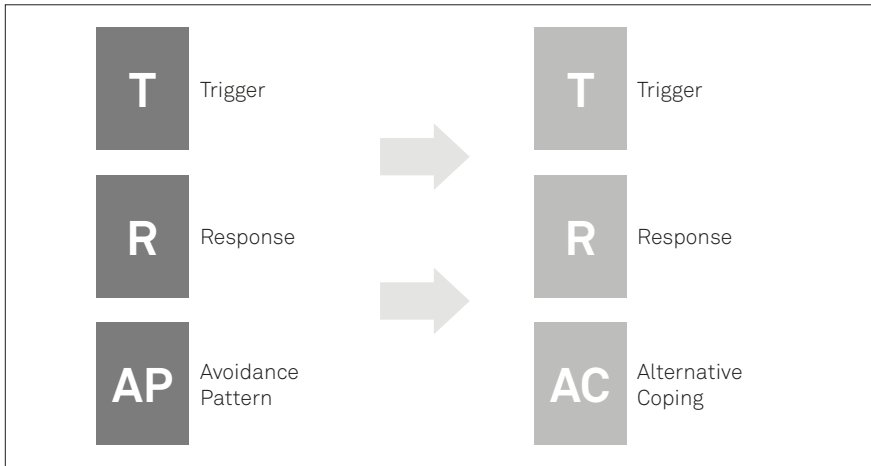 T Trigger
R Response
AP Avoidance
Pattern
T Trigger
R Response
AC Alternative
Coping